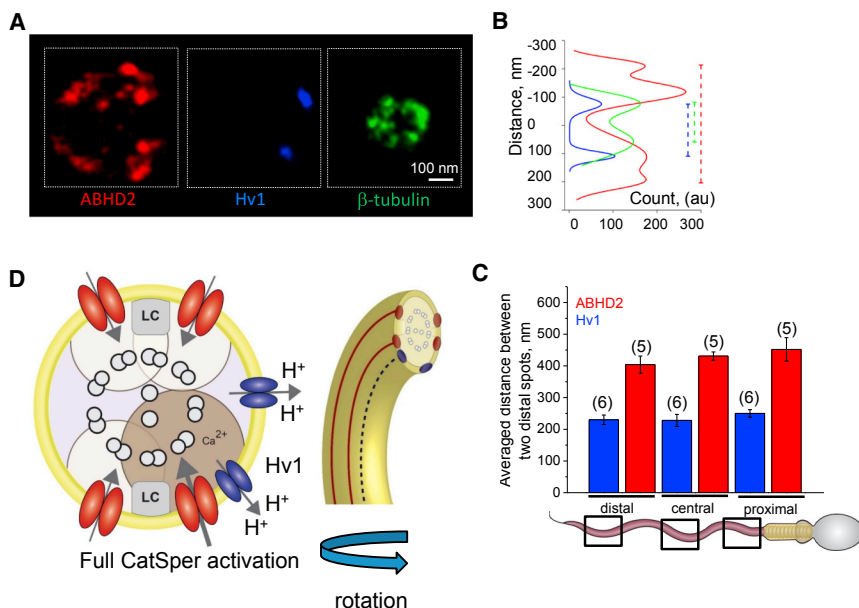 A
ABHD2
Hv1
β-tubulin
100 nm
B
Distance, nm
-300
-200
-100
0
100
200
300
0
100
200
300
Count, (au)
D
LC
LC
Ca²⁺
H⁺
H⁺
Hv1
H⁺
H⁺
Full CatSper activation
rotation
C
Averaged distance between
two distal spots, nm
600
500
400
300
200
100
0
ABHD2
Hv1
(6)
(5)
(6)
(5)
(6)
(5)
distal
central
proximal